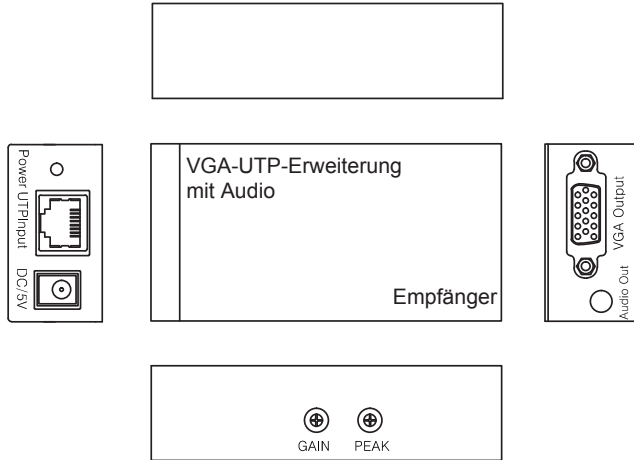 VGA-UTP-Erweiterung
mit Audio
Empfänger
Power UTPInput
DC/5V
VGA Output
Audio Out
GAIN PEAK